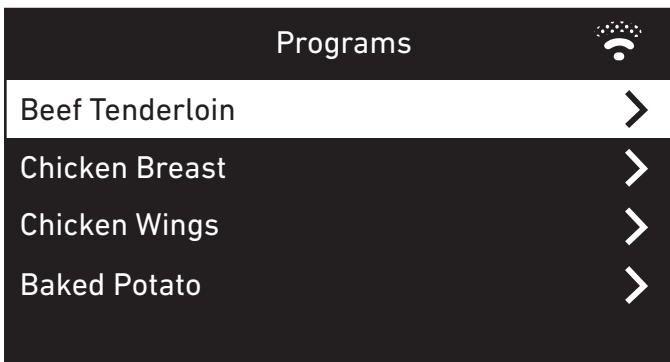 Programs
Beef Tenderloin
Chicken Breast
Chicken Wings
Baked Potato